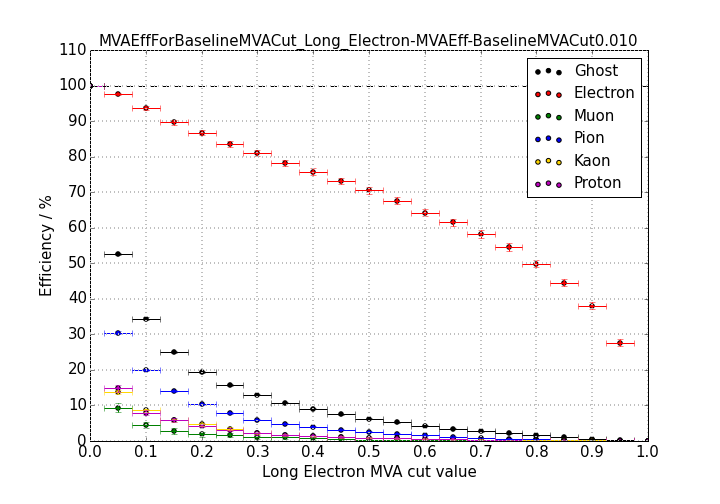 MVAEffForBaselineMVACut_Long_Electron-MVAEff-BaselineMVACut0.010
110
100
90
80
70
60
50
40
30
20
10
0
Efficiency / %
Ghost
Electron
Muon
Pion
Kaon
Proton
0.0 0.1 0.2 0.3 0.4 0.5 0.6 0.7 0.8 0.9 1.0
Long Electron MVA cut value